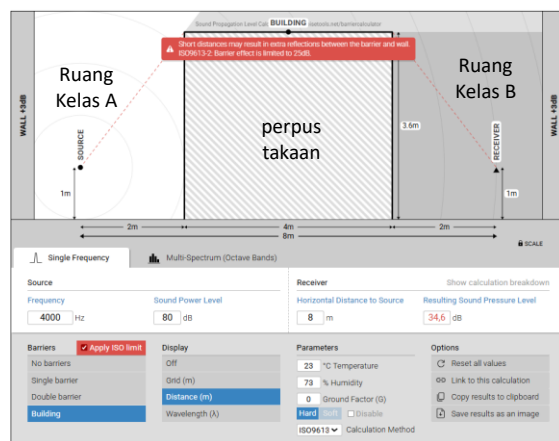 Sound Propagation Level Calc
BUILDING
noisetools.net/barriercalculator
Short distances may result in extra reflections between the barrier and wall.
ISO9613-2: Barrier effect is limited to 25dB.
Ruang
Kelas A
Ruang
Kelas B
perpus
takaan
WALL +3dB
WALL +3dB
SOURCE
RECEIVER
3.6m
1m
1m
2m
4m
2m
8m
SCALE
Single Frequency
Multi-Spectrum (Octave Bands)
Source
Receiver
Show calculation breakdown
Frequency
Sound Power Level
Horizontal Distance to Source
Resulting Sound Pressure Level
4000 Hz
80 dB
8 m
34,6 dB
Barriers
Apply ISO limit
Display
Parameters
Options
No barriers
Off
23 °C Temperature
Reset all values
Single barrier
Grid (m)
73 % Humidity
Link to this calculation
Double barrier
Distance (m)
0 Ground Factor (G)
Copy results to clipboard
Building
Wavelength (λ)
Hard Soft Disable
Save results as an image
ISO9613 Calculation Method